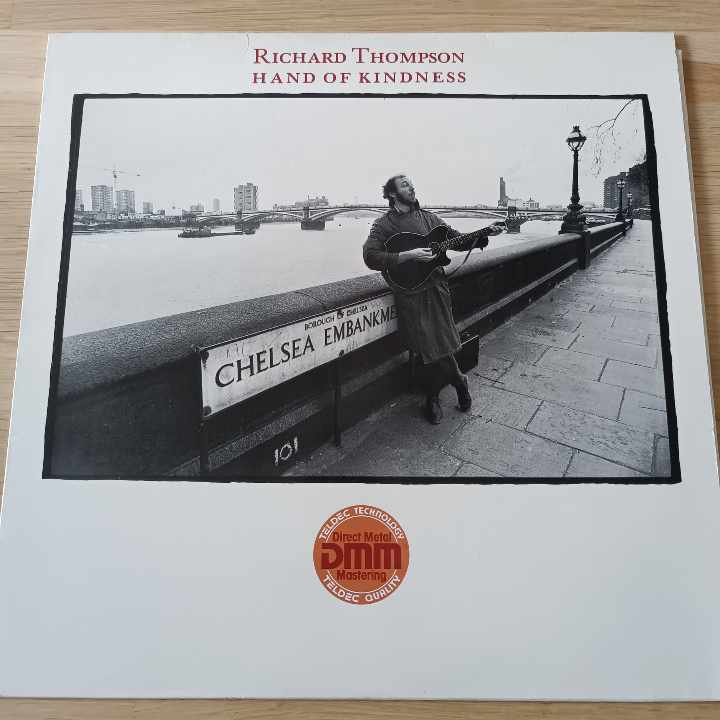 RICHARD THOMPSON
HAND OF KINDNESS
BOROUGH OF CHELSEA
CHELSEA EMBANKME
101
TELDEC TECHNOLOGY
Direct Metal
DMM
Mastering
TELDEC QUALITY